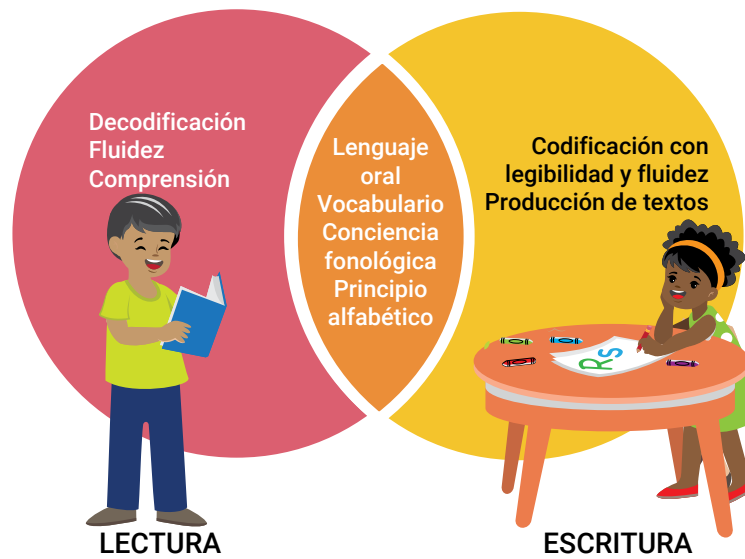 Decodificación
Fluidez
Comprensión
Lenguaje
oral
Vocabulario
Conciencia
fonológica
Principio
alfabético
Codificación con
legibilidad y fluidez
Producción de textos
Rs
LECTURA
ESCRITURA